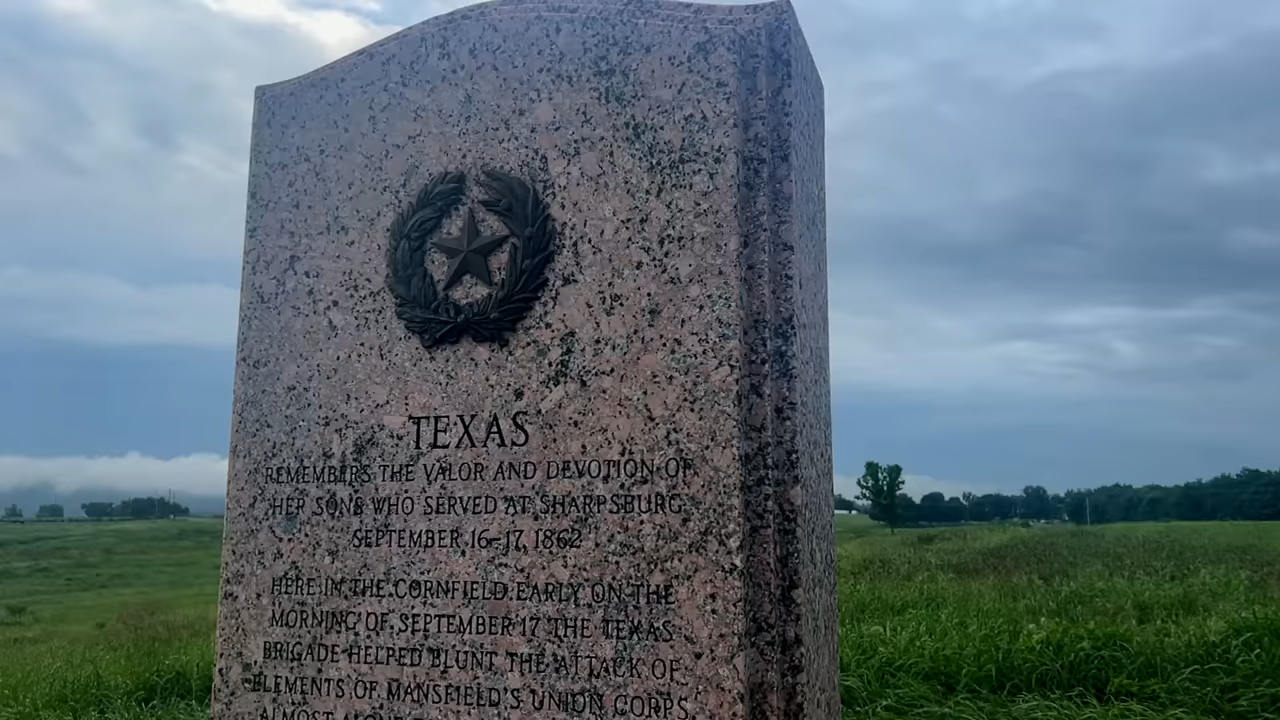 TEXAS
REMEMBERS THE VALOR AND DEVOTION OF
HER SONS WHO SERVED AT SHARPSBURG
SEPTEMBER 16-17, 1862
HERE IN THE CORNFIELD EARLY ON THE
MORNING OF SEPTEMBER 17 THE TEXAS
BRIGADE HELPED BLUNT THE ATTACK OF
ELEMENTS OF MANSFIELD'S UNION CORPS
ALMOST ALONE